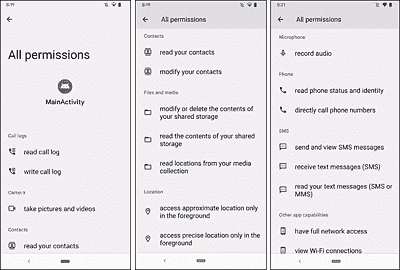 8:19
All permissions
MainActivity
Call logs
read call log
write call log
Camera
take pictures and videos
Contacts
read your contacts
8:19
All permissions
Contacts
read your contacts
modify your contacts
Files and media
modify or delete the contents of
your shared storage
read the contents of your shared
storage
read locations from your media
collection
Location
access approximate location only
in the foreground
access precise location only in the
foreground
8:21
All permissions
Microphone
record audio
Phone
read phone status and identity
directly call phone numbers
SMS
send and view SMS messages
receive text messages (SMS)
read your text messages (SMS or
MMS)
Other app capabilities
have full network access
view Wi-Fi connections